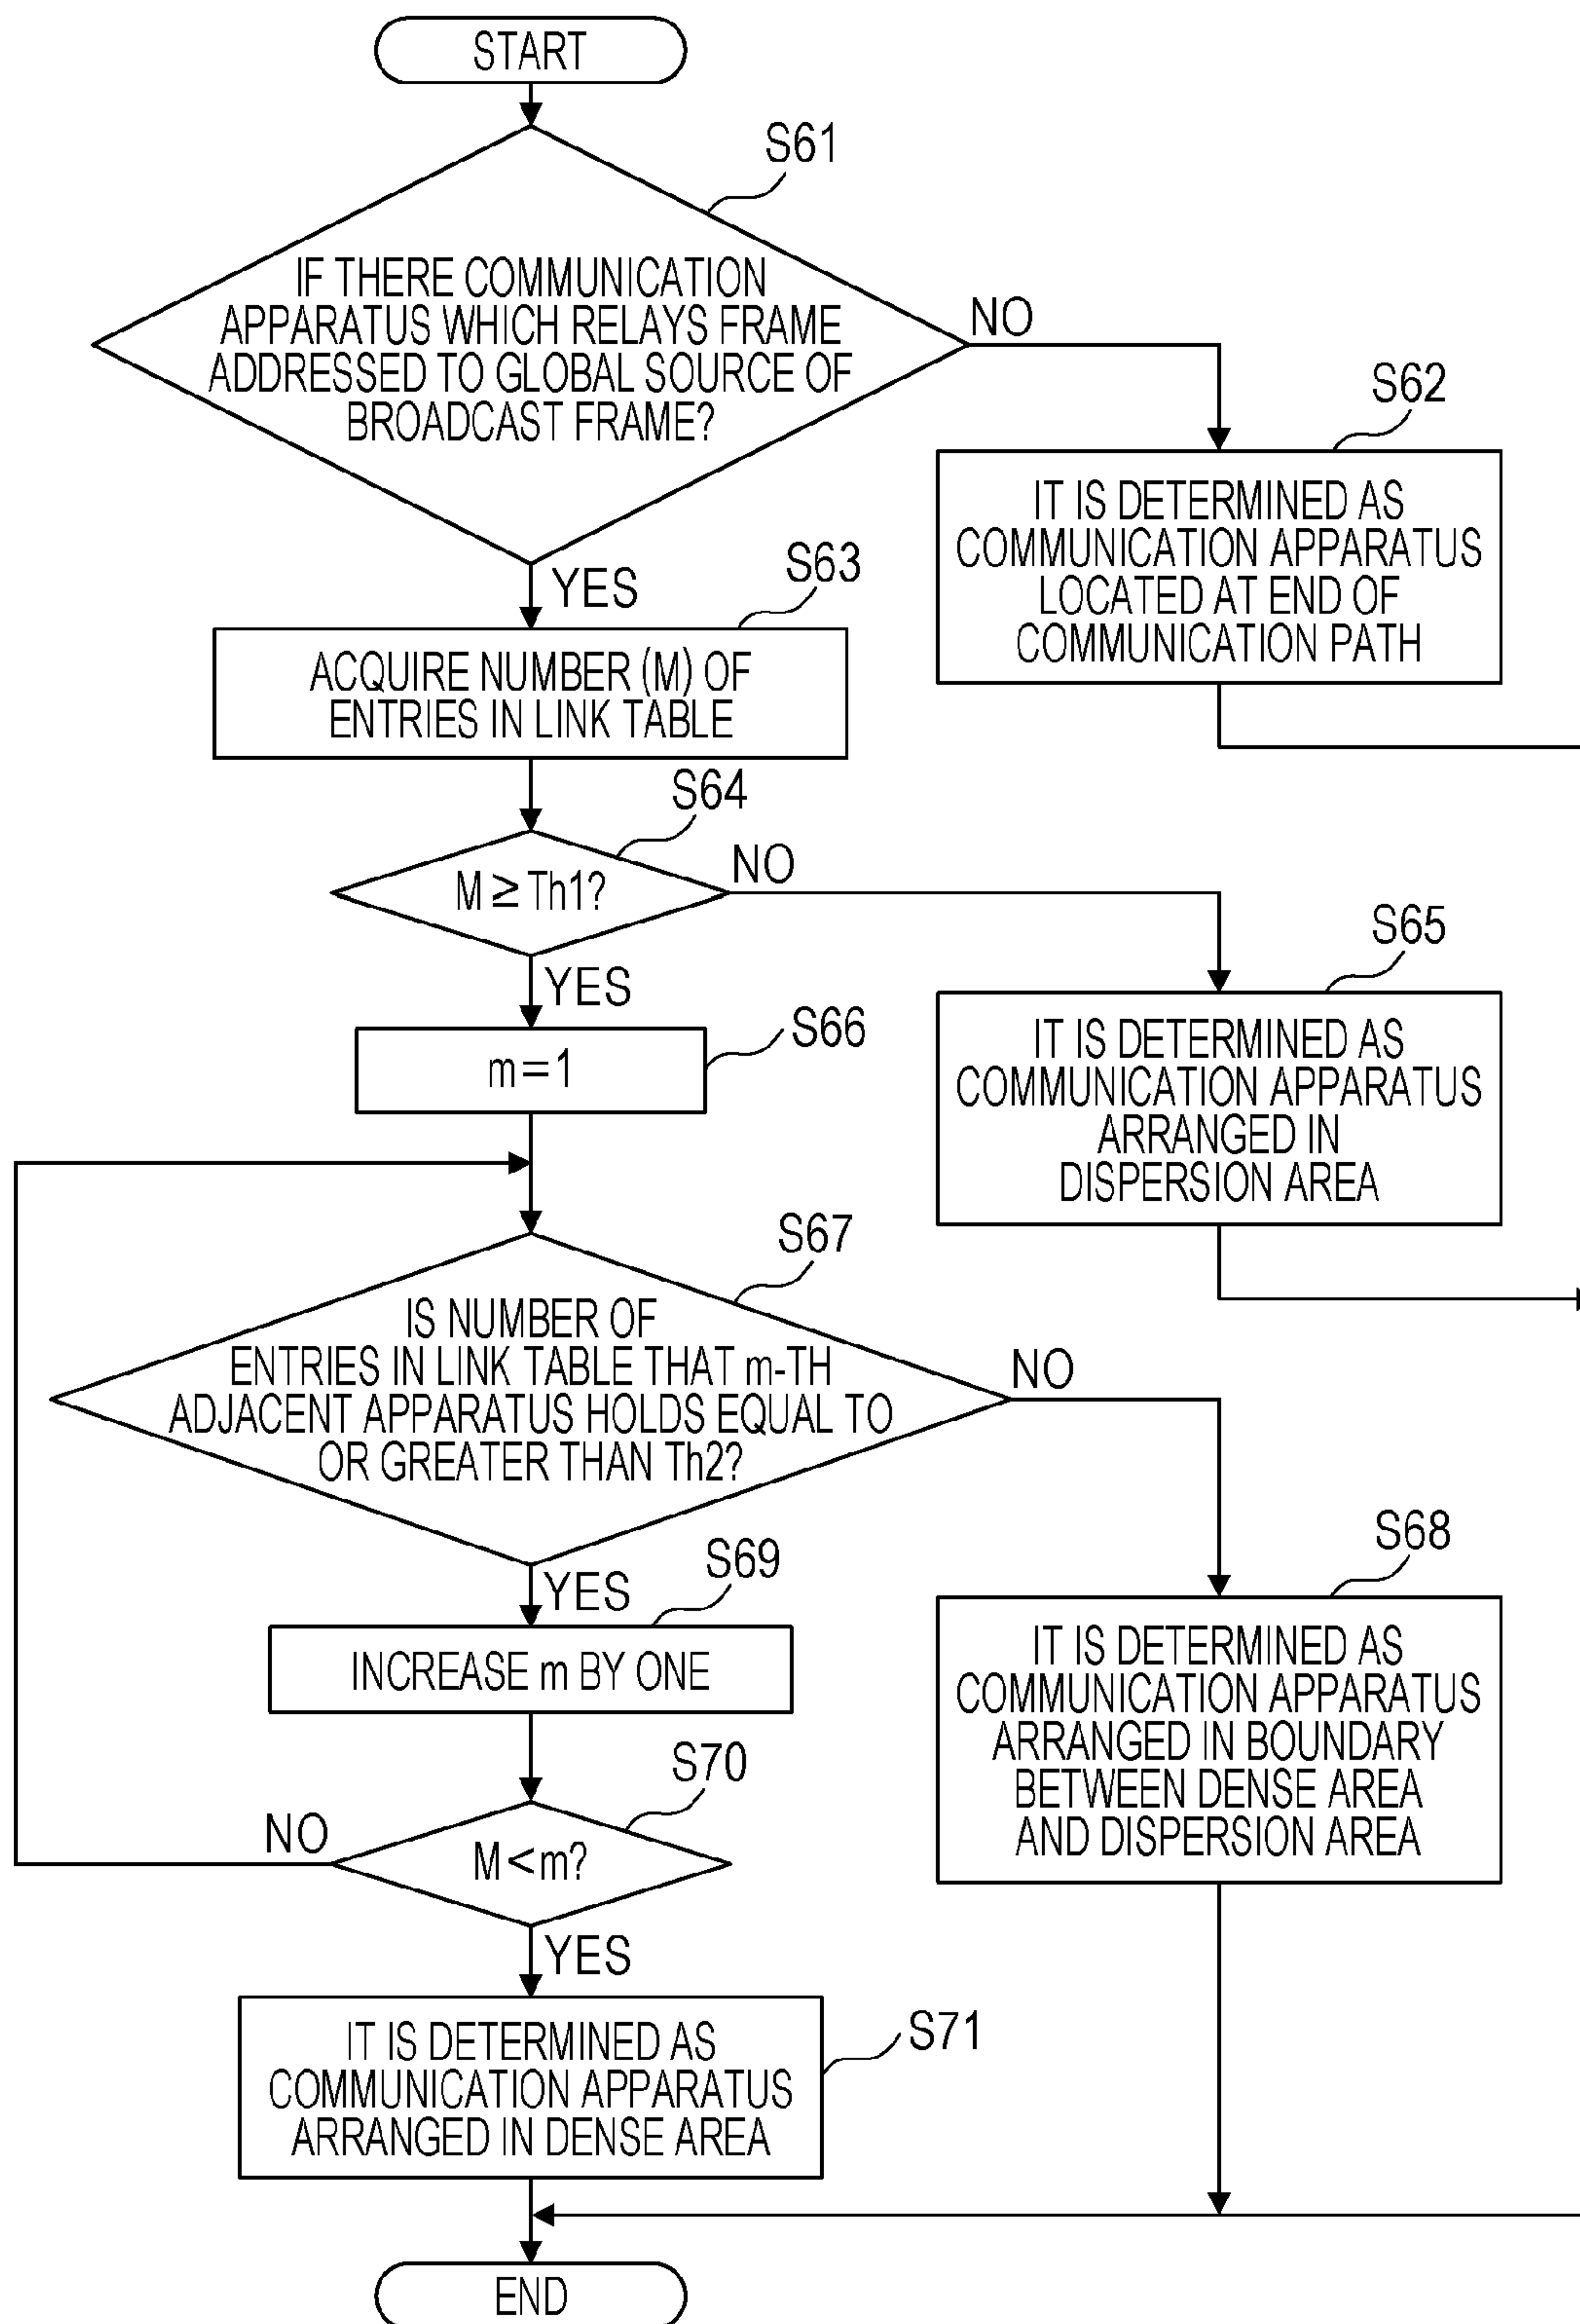 START
S61
IF THERE COMMUNICATION
APPARATUS WHICH RELAYS FRAME
ADDRESSED TO GLOBAL SOURCE OF
BROADCAST FRAME?
NO
S62
IT IS DETERMINED AS
COMMUNICATION APPARATUS
LOCATED AT END OF
COMMUNICATION PATH
YES
S63
ACQUIRE NUMBER (M) OF
ENTRIES IN LINK TABLE
S64
M ≥ Th1?
NO
S65
IT IS DETERMINED AS
COMMUNICATION APPARATUS
ARRANGED IN
DISPERSION AREA
YES
S66
m=1
S67
IS NUMBER OF
ENTRIES IN LINK TABLE THAT m-TH
ADJACENT APPARATUS HOLDS EQUAL TO
OR GREATER THAN Th2?
NO
S68
IT IS DETERMINED AS
COMMUNICATION APPARATUS
ARRANGED IN BOUNDARY
BETWEEN DENSE AREA
AND DISPERSION AREA
YES
S69
INCREASE m BY ONE
S70
M<m?
NO
YES
S71
IT IS DETERMINED AS
COMMUNICATION APPARATUS
ARRANGED IN DENSE AREA
END